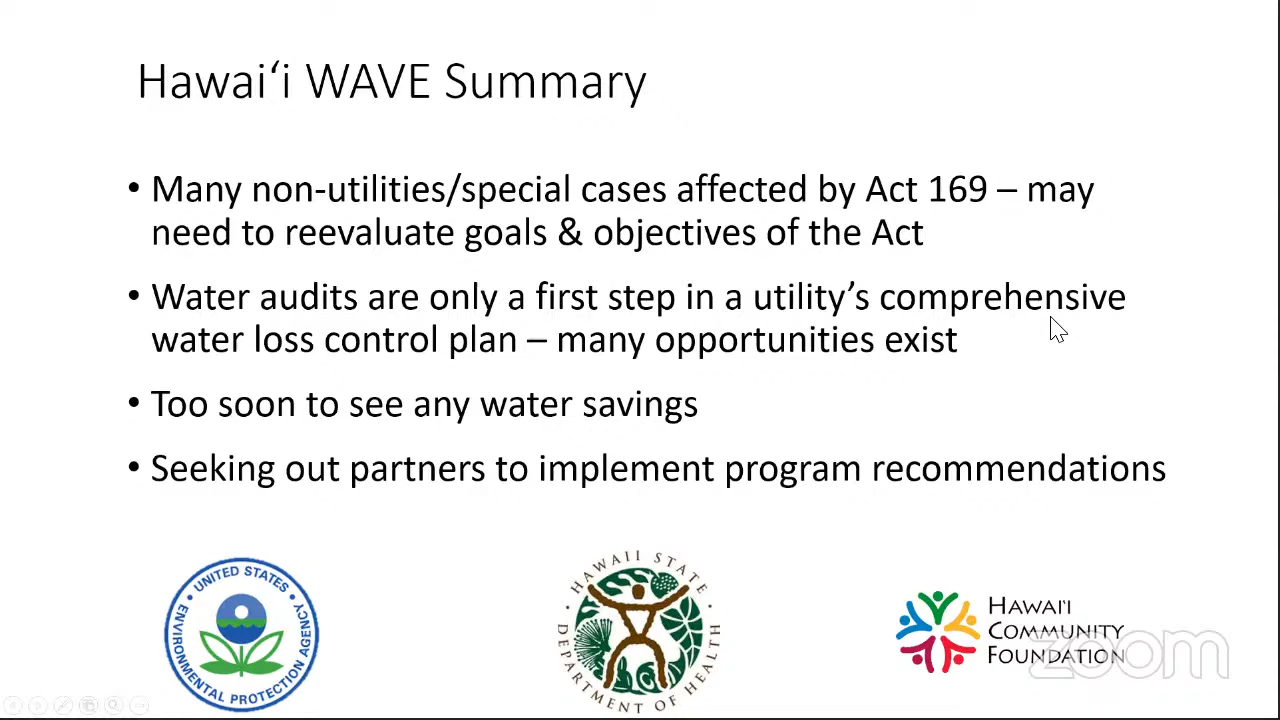 Hawai‘i WAVE Summary
• Many non-utilities/special cases affected by Act 169 – may
need to reevaluate goals & objectives of the Act
• Water audits are only a first step in a utility’s comprehensive
water loss control plan – many opportunities exist
• Too soon to see any water savings
• Seeking out partners to implement program recommendations
UNITED STATES
ENVIRONMENTAL PROTECTION AGENCY
HAWAII STATE
DEPARTMENT OF HEALTH
HAWAI‘I
COMMUNITY
FOUNDATION
zoom